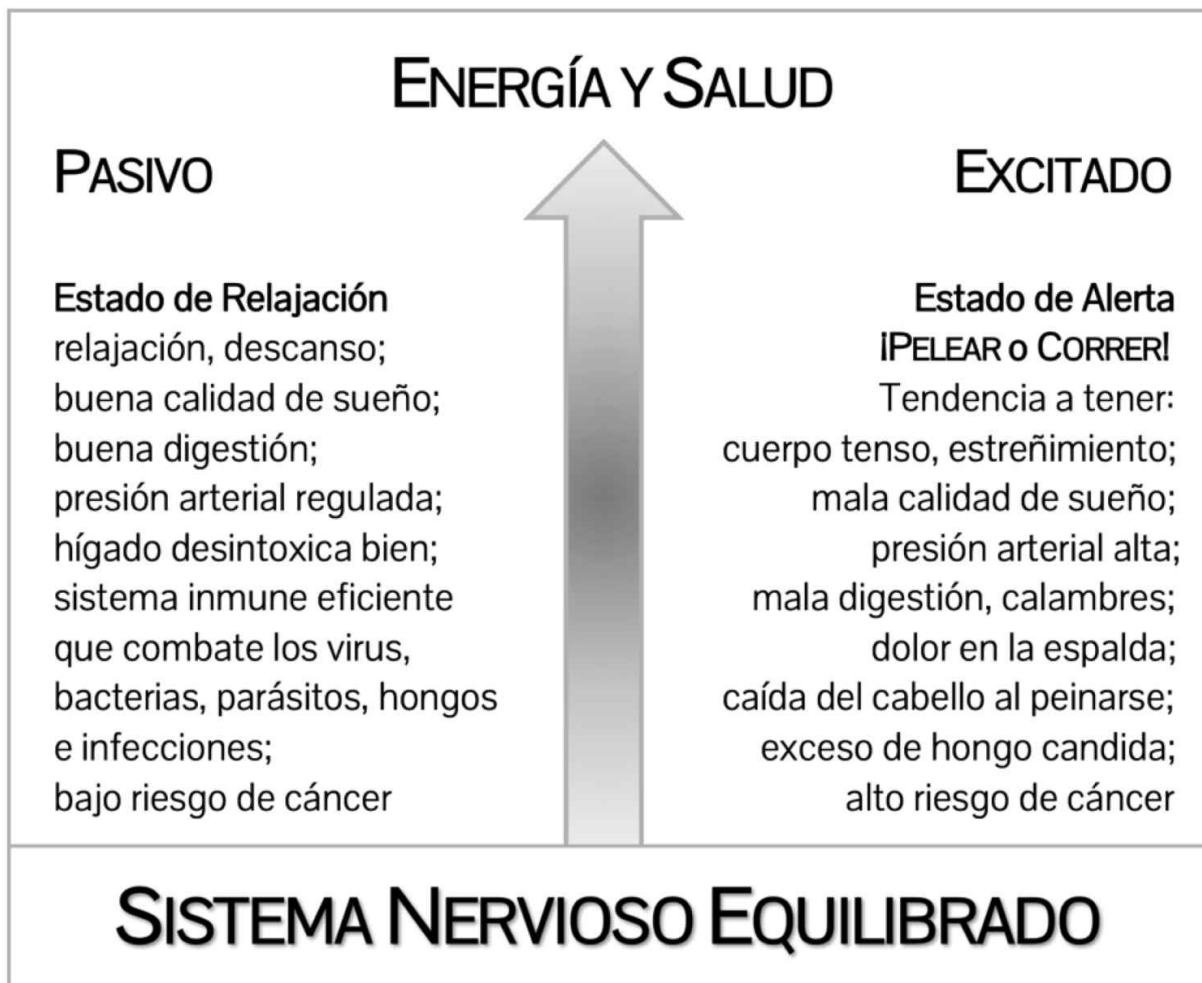 ENERGÍA Y SALUD
PASIVO
Estado de Relajación
relajación, descanso;
buena calidad de sueño;
buena digestión;
presión arterial regulada;
hígado desintoxica bien;
sistema inmune eficiente
que combate los virus,
bacterias, parásitos, hongos
e infecciones;
bajo riesgo de cáncer
EXCITADO
Estado de Alerta
¡PELEAR o CORRER!
Tendencia a tener:
cuerpo tenso, estreñimiento;
mala calidad de sueño;
presión arterial alta;
mala digestión, calambres;
dolor en la espalda;
caída del cabello al peinarse;
exceso de hongo candida;
alto riesgo de cáncer
SISTEMA NERVIOSO EQUILIBRADO